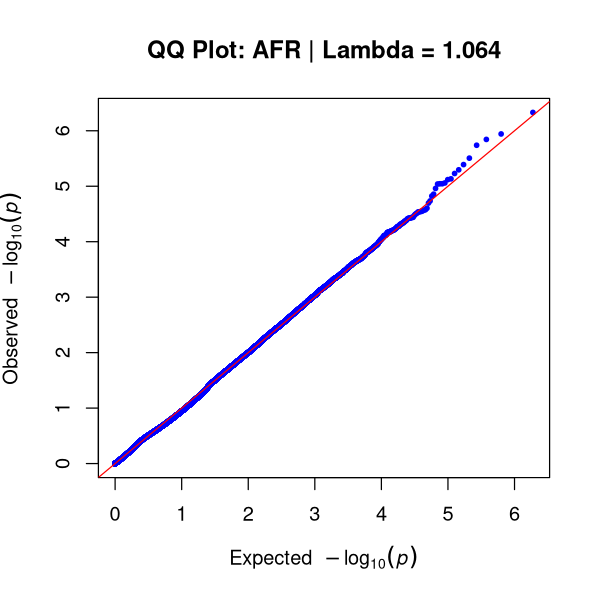 QQ Plot: AFR | Lambda = 1.064
Observed −log10(p)
6
5
4
3
2
1
0
0 1 2 3 4 5 6
Expected −log10(p)